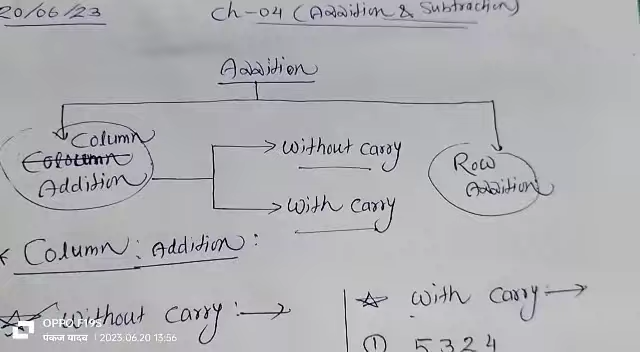 20/06/23
Ch-04 (Addition & Subtraction)
Addition
Column
Column
Addition
Without carry
With carry
Row
Addition
* Column: Addition:
☆ Without carry:→
☆ With carry:→
① 5324
OPPO F19s
पंकज यादव | 2023.06.20 13:56